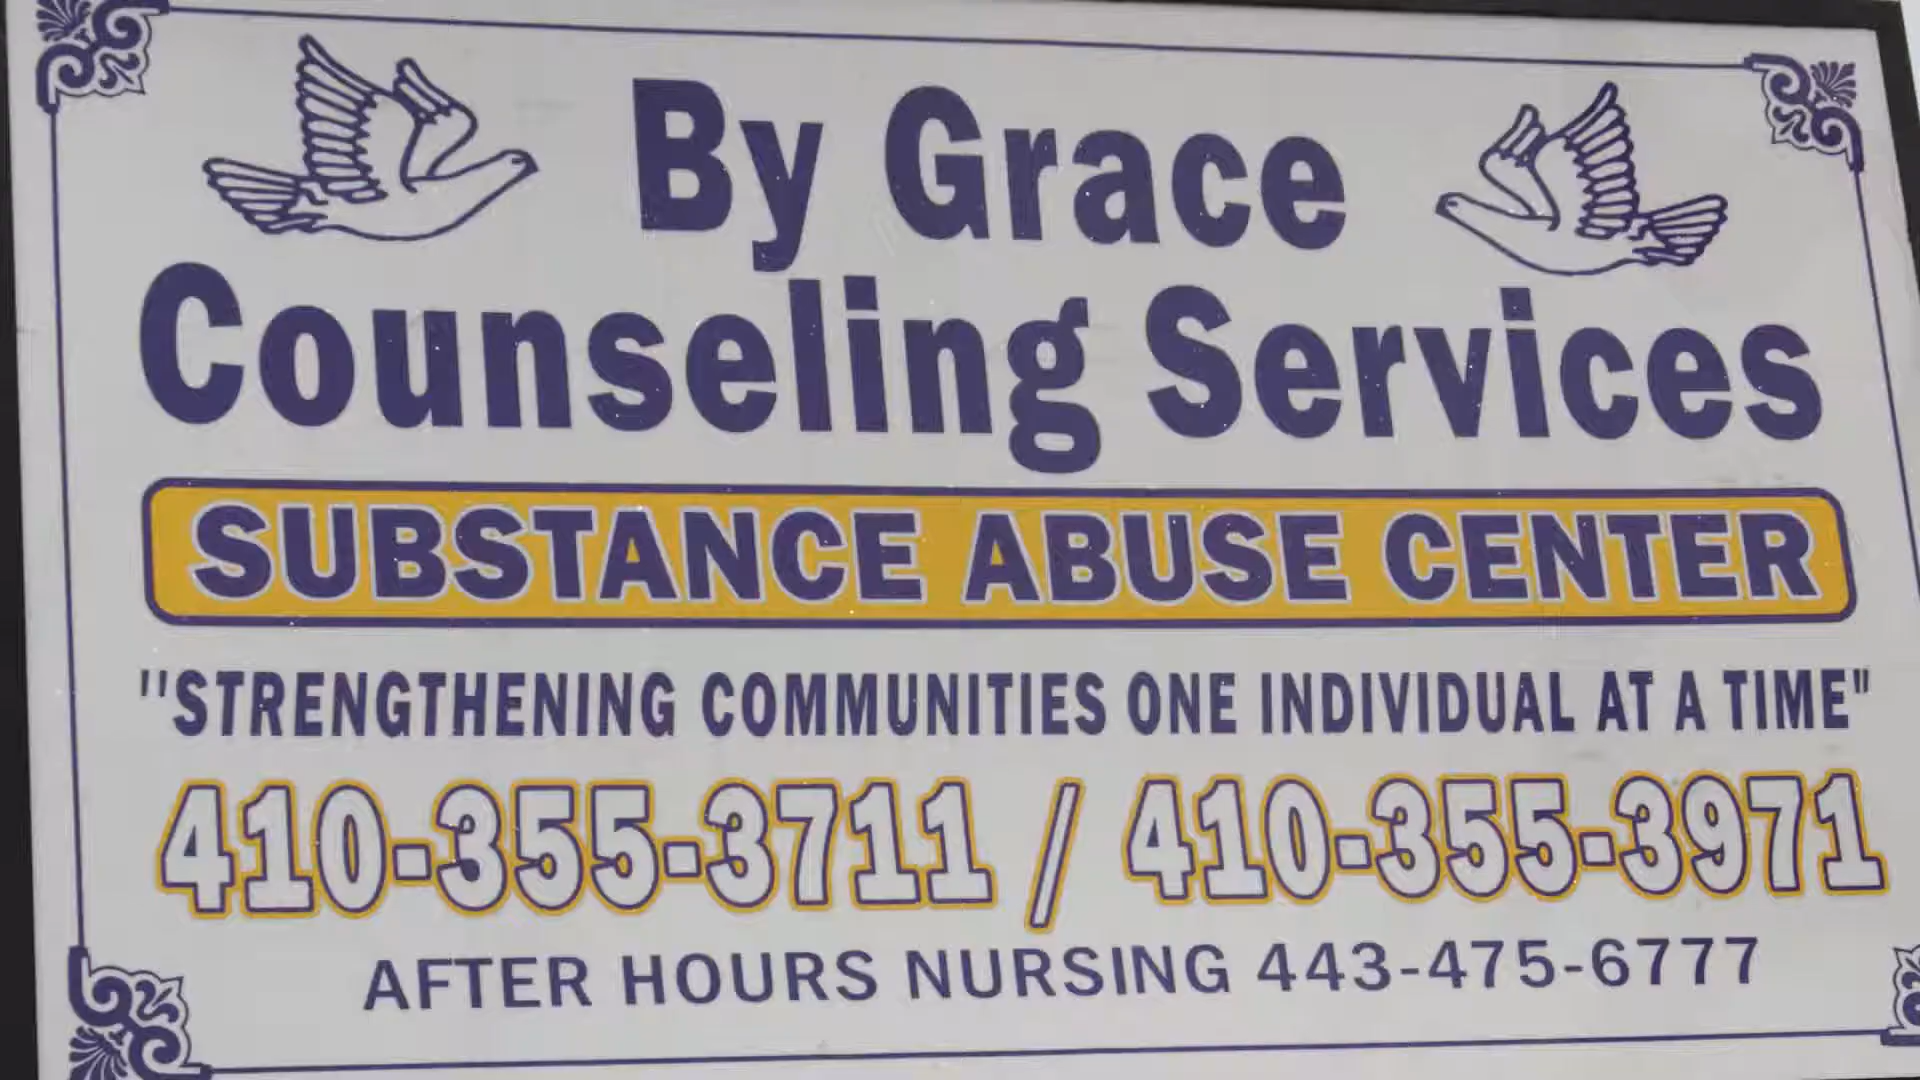 By Grace
Counseling Services
SUBSTANCE ABUSE CENTER
"STRENGTHENING COMMUNITIES ONE INDIVIDUAL AT A TIME"
410-355-3711 / 410-355-3971
AFTER HOURS NURSING 443-475-6777